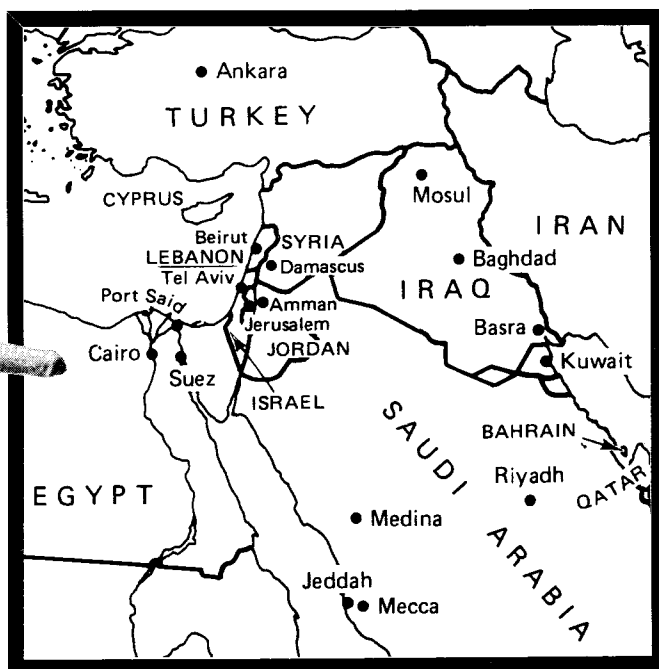 Ankara
TURKEY
CYPRUS
Mosul
IRAN
Beirut
SYRIA
LEBANON
Damascus
Baghdad
Tel Aviv
IRAQ
Port Said
Amman
Jerusalem
Basra
Cairo
JORDAN
Kuwait
Suez
ISRAEL
SAUDI ARABIA
BAHRAIN
Riyadh
QATAR
EGYPT
Medina
Jeddah
Mecca